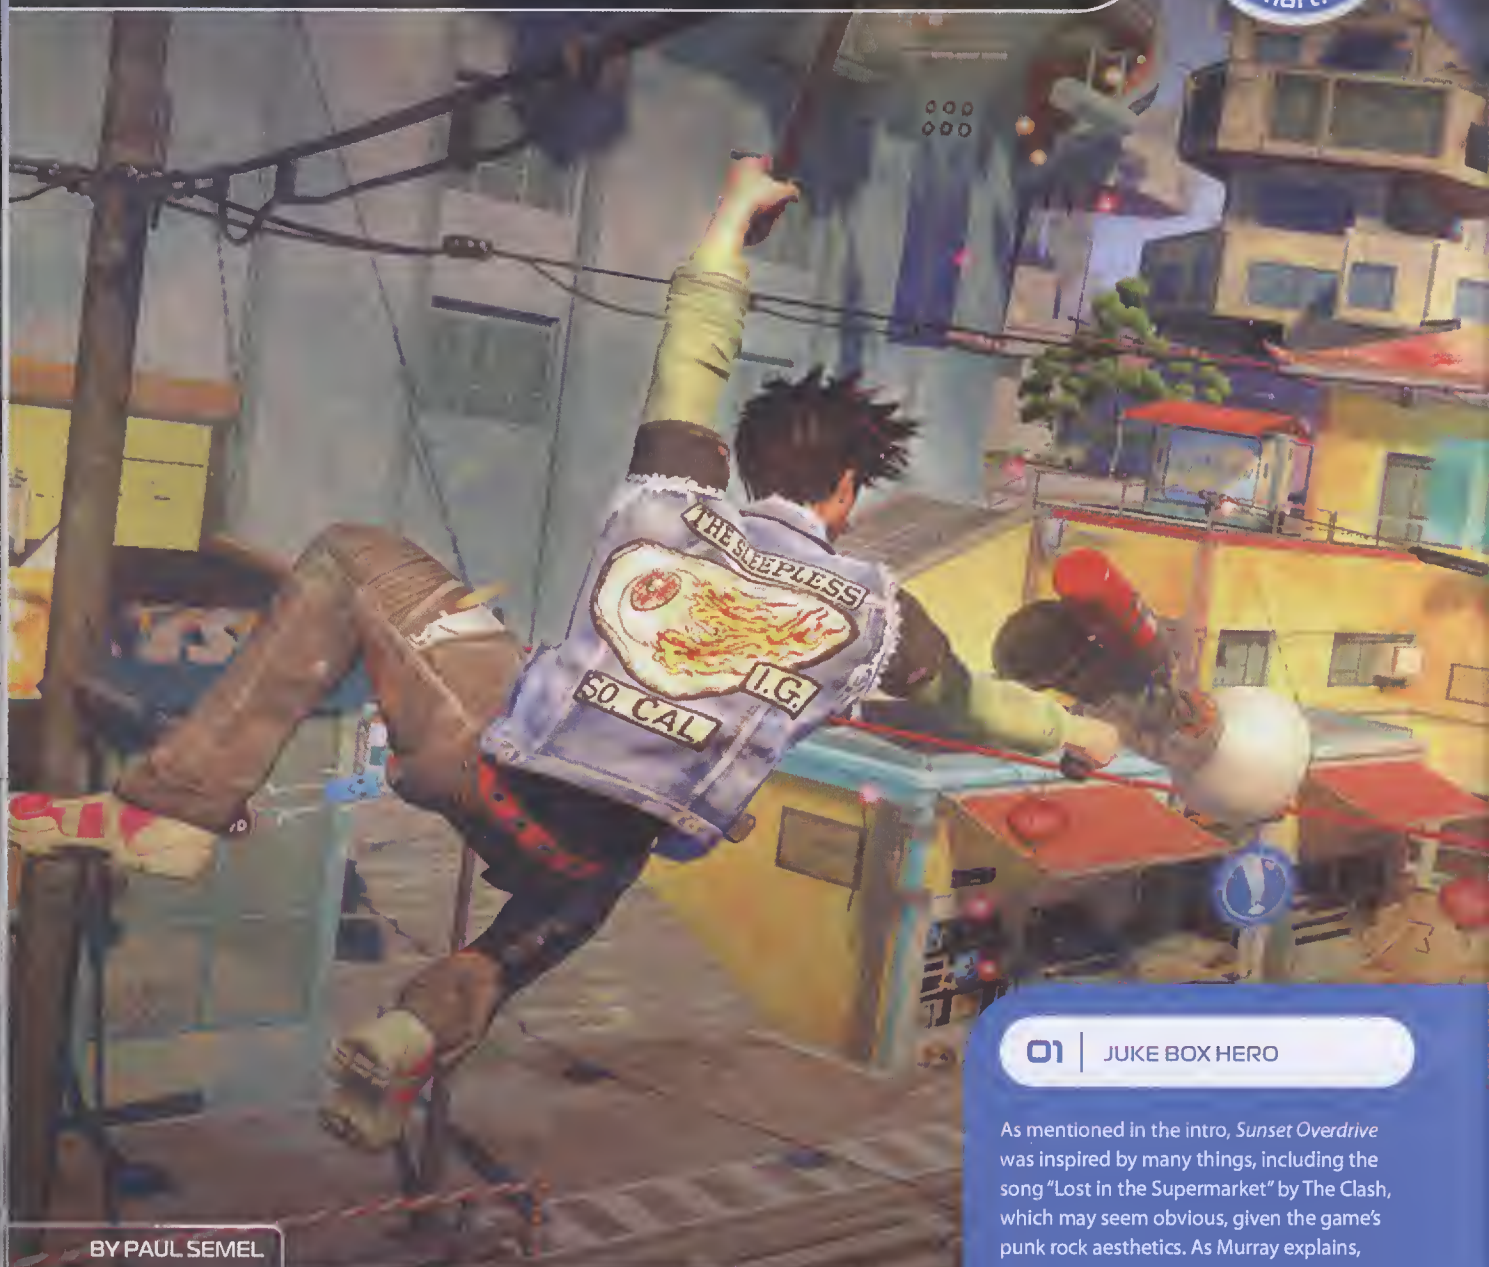 THE SLEEPLESS
I.G.
SO. CAL
01 | JUKE BOX HERO
As mentioned in the intro, Sunset Overdrive
was inspired by many things, including the
song "Lost in the Supermarket" by The Clash,
which may seem obvious, given the game's
punk rock aesthetics. As Murray explains,
BY PAUL SEMEL